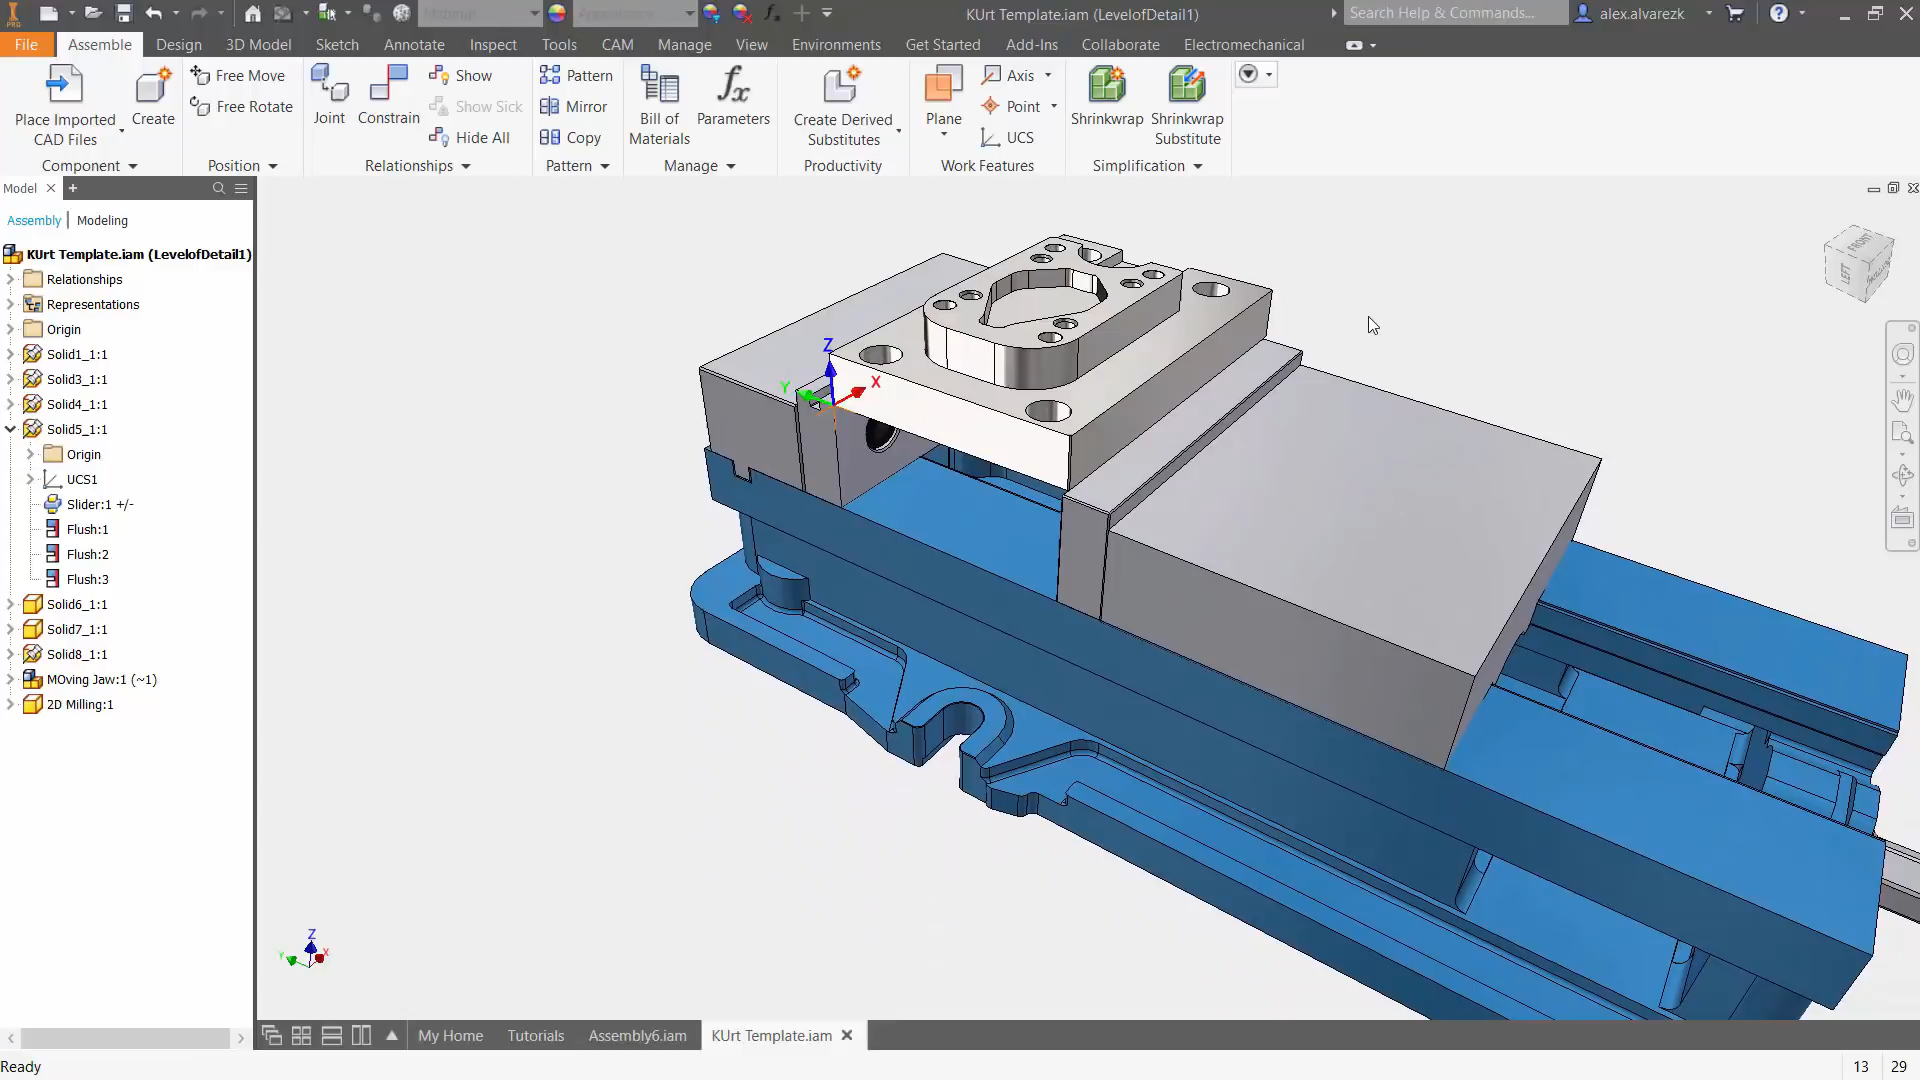 PRO
KUrt Template.iam (LevelofDetail1)
Search Help & Commands...
alex.alvarezk
File
Assemble
Design
3D Model
Sketch
Annotate
Inspect
Tools
CAM
Manage
View
Environments
Get Started
Add-Ins
Collaborate
Electromechanical
Place Imported
CAD Files
Create
Free Move
Free Rotate
Joint
Constrain
Show
Show Sick
Hide All
Pattern
Mirror
Copy
Bill of
Materials
Parameters
Create Derived
Substitutes
Plane
Axis
Point
UCS
Shrinkwrap
Shrinkwrap
Substitute
Component
Position
Relationships
Pattern
Manage
Productivity
Work Features
Simplification
Model
Assembly
Modeling
KUrt Template.iam (LevelofDetail1)
Relationships
Representations
Origin
Solid1_1:1
Solid3_1:1
Solid4_1:1
Solid5_1:1
Origin
UCS1
Slider:1 +/-
Flush:1
Flush:2
Flush:3
Solid6_1:1
Solid7_1:1
Solid8_1:1
MOving Jaw:1 (~1)
2D Milling:1
Z
Y
X
FRONT
LEFT
Z
Y
X
My Home
Tutorials
Assembly6.iam
KUrt Template.iam
Ready
13
29